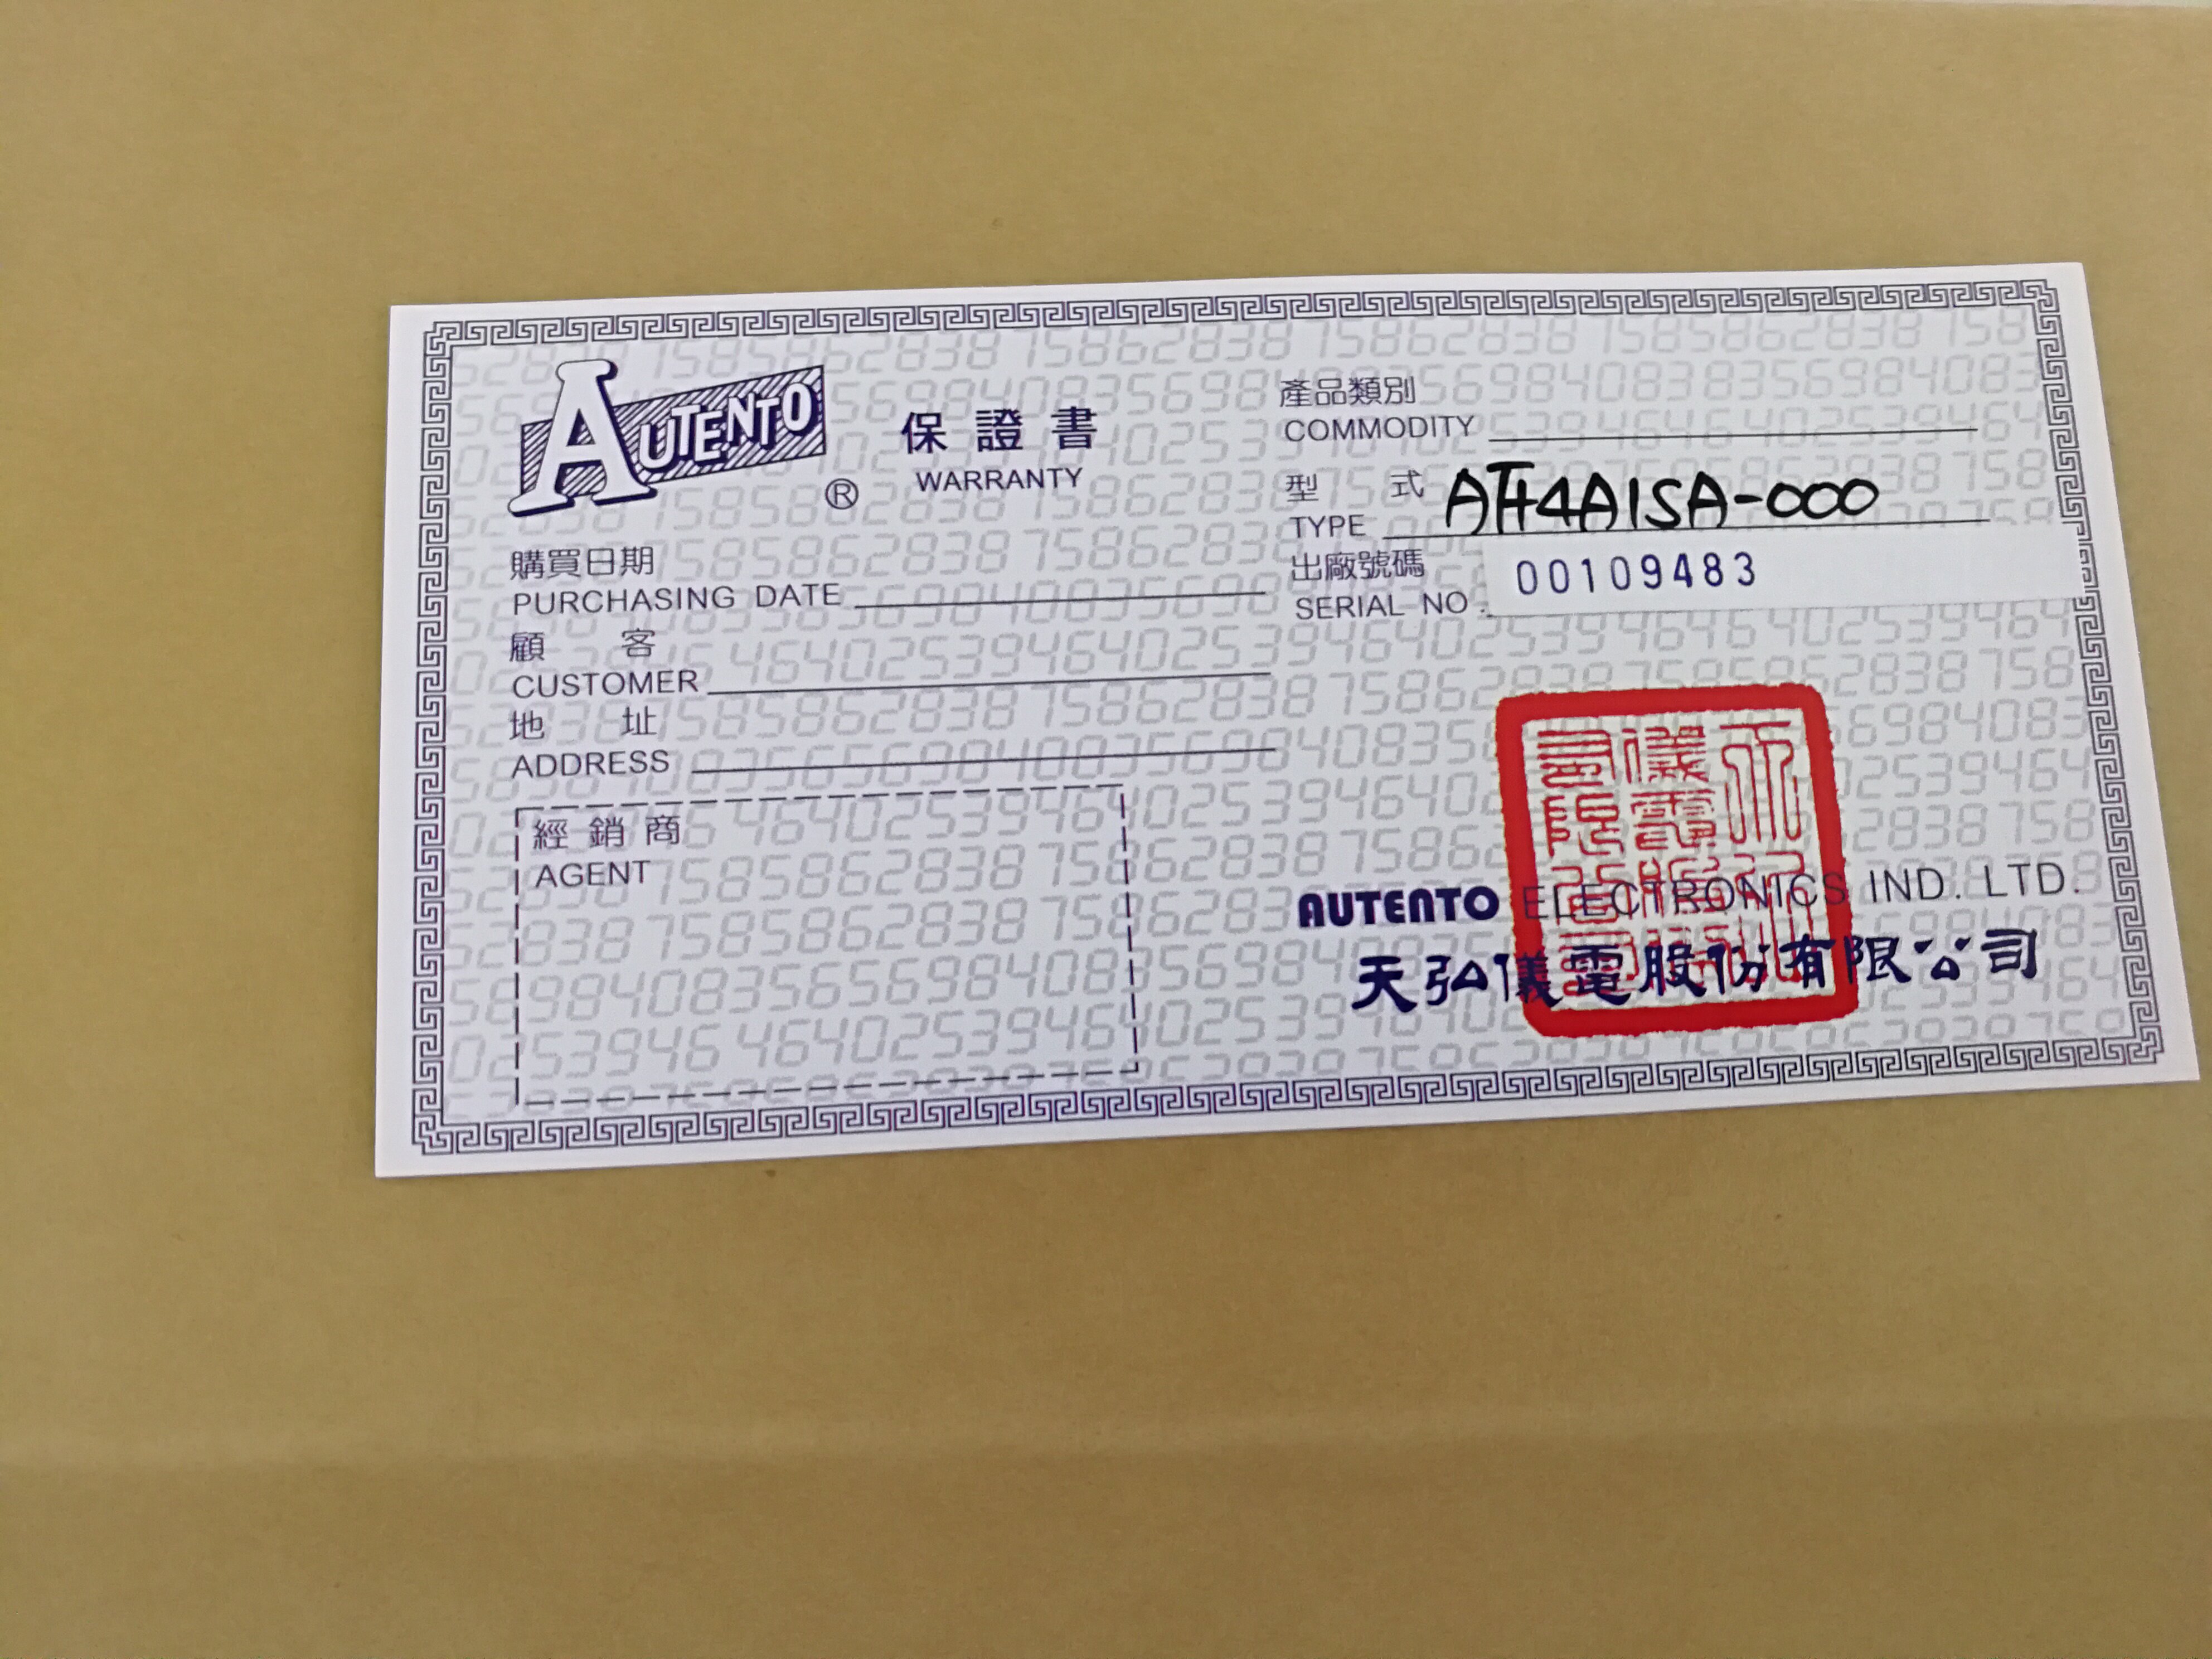 AUTENTO®
保證書
WARRANTY
購買日期
PURCHASING DATE
顧 客
CUSTOMER
地 址
ADDRESS
經銷商
AGENT
產品類別
COMMODITY
型 式
TYPE AH4A1SA-000
出廠號碼
SERIAL NO. 00109483
AUTENTO ELECTRONICS IND. LTD.
天弘儀電股份有限公司